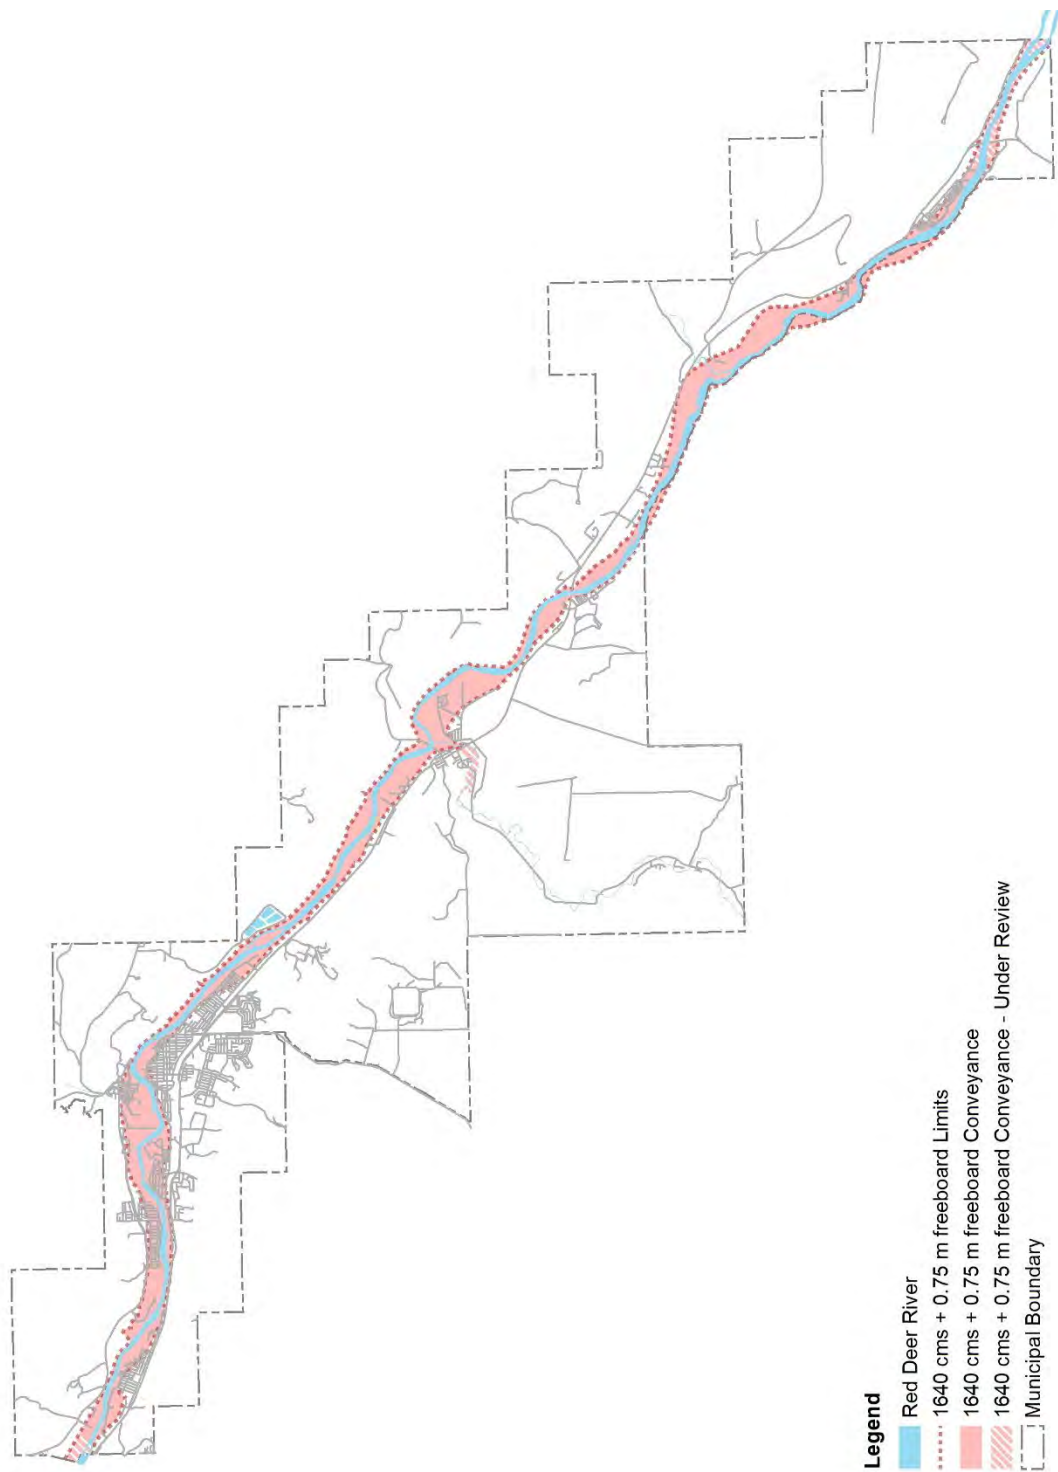 Legend
Red Deer River
1640 cms + 0.75 m freeboard Limits
1640 cms + 0.75 m freeboard Conveyance
1640 cms + 0.75 m freeboard Conveyance - Under Review
Municipal Boundary